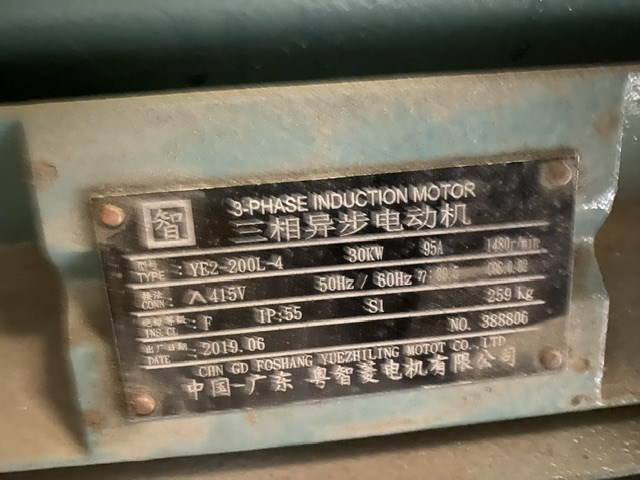 智
3-PHASE INDUCTION MOTOR
三相异步电动机
型号 TYPE : YE2-200L-4 30KW 95A 1480r/min
接法 CONN : 415V 50Hz / 60Hz η:
绝缘等级 INS.CL : F IP:55 S1 259 kg
出厂日期 DATE : 2019.06 NO. 388806
CHN GD FOSHANG YUEZHILING MOTOT CO.,LTD
中国一广东 粤智菱电机有限公司